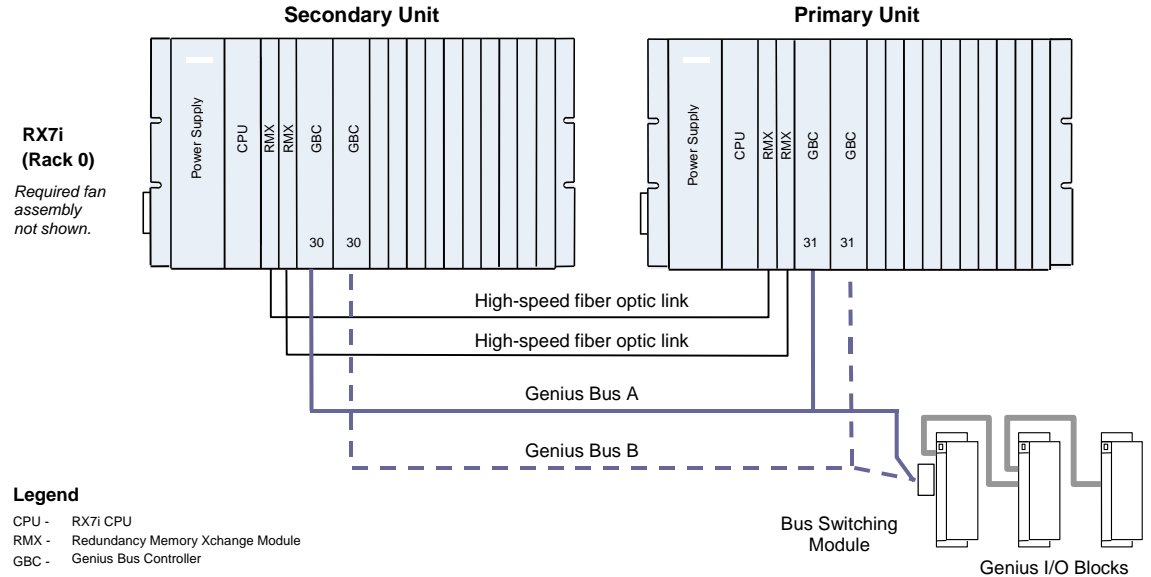 Secondary Unit
Primary Unit
RX7i
(Rack 0)
Required fan
assembly
not shown.
Power Supply
CPU
RMX
RMX
GBC
GBC
30
30
Power Supply
CPU
RMX
RMX
GBC
GBC
31
31
High-speed fiber optic link
High-speed fiber optic link
Genius Bus A
Genius Bus B
Bus Switching
Module
Genius I/O Blocks
Legend
CPU - RX7i CPU
RMX - Redundancy Memory Xchange Module
GBC - Genius Bus Controller